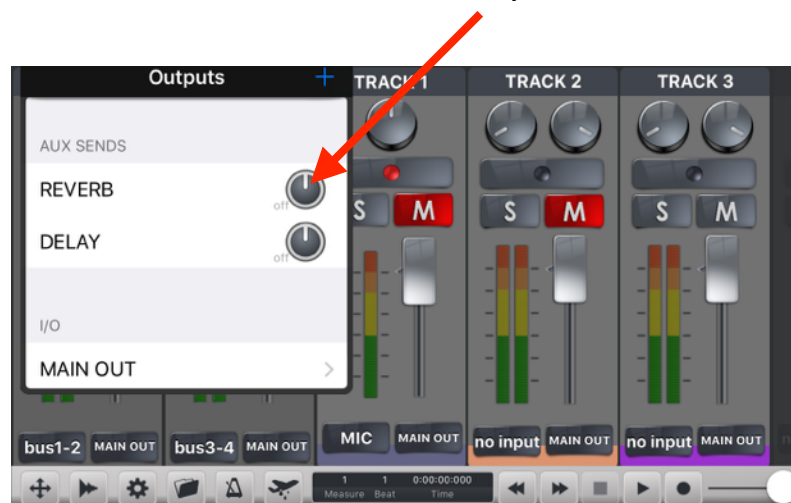 Outputs +
AUX SENDS
REVERB
off
DELAY
off
I/O
MAIN OUT
TRACK 1
TRACK 2
TRACK 3
S M
S M
S M
bus1-2 MAIN OUT
bus3-4 MAIN OUT
MIC MAIN OUT
no input MAIN OUT
no input MAIN OUT
1 1 0:00:00:000
Measure Beat Time